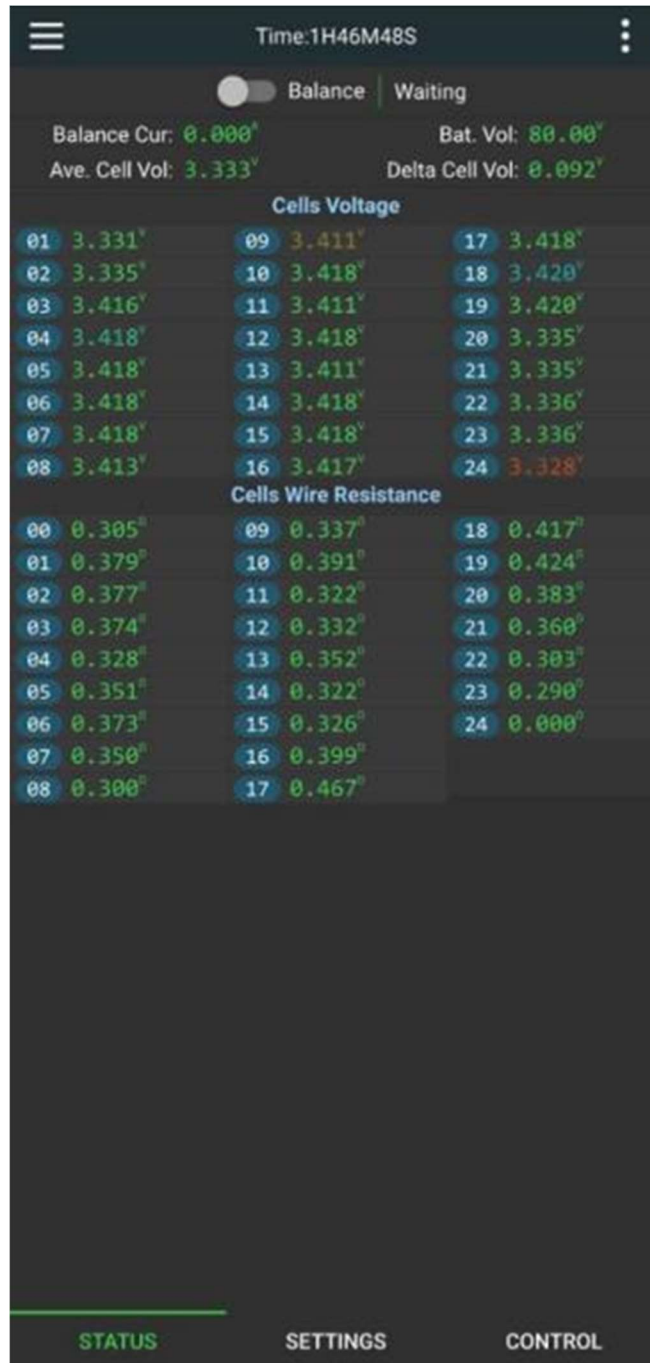 Time:1H46M48S
Balance | Waiting
Balance Cur: 0.000A Bat. Vol: 80.00V
Ave. Cell Vol: 3.333V Delta Cell Vol: 0.092V
Cells Voltage
01 3.331V 09 3.411V 17 3.418V
02 3.335V 10 3.418V 18 3.420V
03 3.416V 11 3.411V 19 3.420V
04 3.418V 12 3.418V 20 3.335V
05 3.418V 13 3.411V 21 3.335V
06 3.418V 14 3.418V 22 3.336V
07 3.418V 15 3.418V 23 3.336V
08 3.413V 16 3.417V 24 3.328V
Cells Wire Resistance
00 0.305Ω 09 0.337Ω 18 0.417Ω
01 0.379Ω 10 0.391Ω 19 0.424Ω
02 0.377Ω 11 0.322Ω 20 0.383Ω
03 0.374Ω 12 0.332Ω 21 0.360Ω
04 0.328Ω 13 0.352Ω 22 0.303Ω
05 0.351Ω 14 0.322Ω 23 0.290Ω
06 0.373Ω 15 0.326Ω 24 0.000Ω
07 0.350Ω 16 0.399Ω
08 0.300Ω 17 0.467Ω
STATUS SETTINGS CONTROL